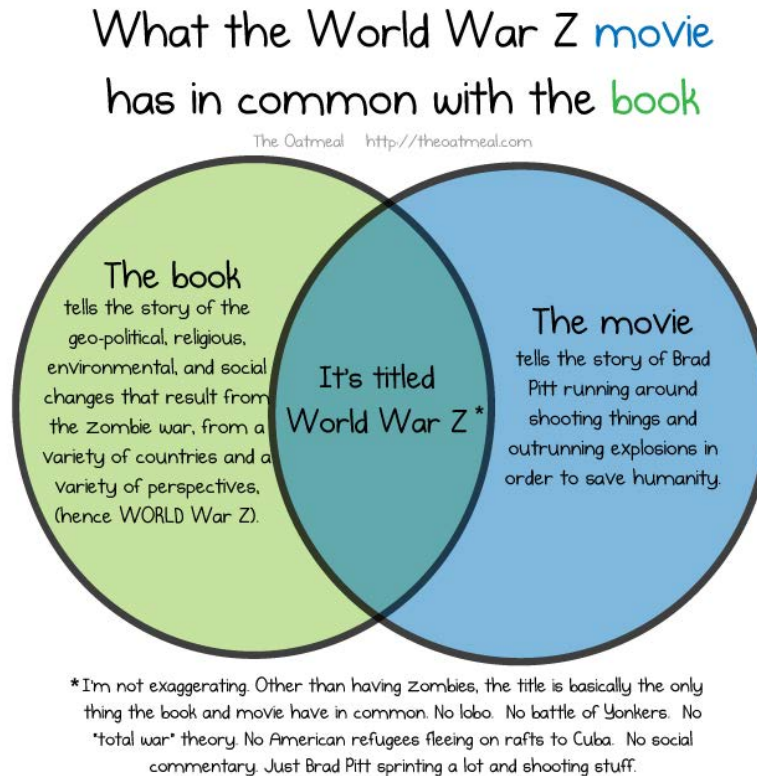 What the World War Z movie
has in common with the book
The Oatmeal http://theoatmeal.com
The book
tells the story of the
geo-political, religious,
environmental, and social
changes that result from
the zombie war, from a
variety of countries and a
variety of perspectives,
(hence WORLD War Z).
It's titled
World War Z *
The movie
tells the story of Brad
Pitt running around
shooting things and
outrunning explosions in
order to save humanity.
* I'm not exaggerating. Other than having zombies, the title is basically the only
thing the book and movie have in common. No lobo. No battle of Yonkers. No
"total war" theory. No American refugees fleeing on rafts to Cuba. No social
commentary. Just Brad Pitt sprinting a lot and shooting stuff.